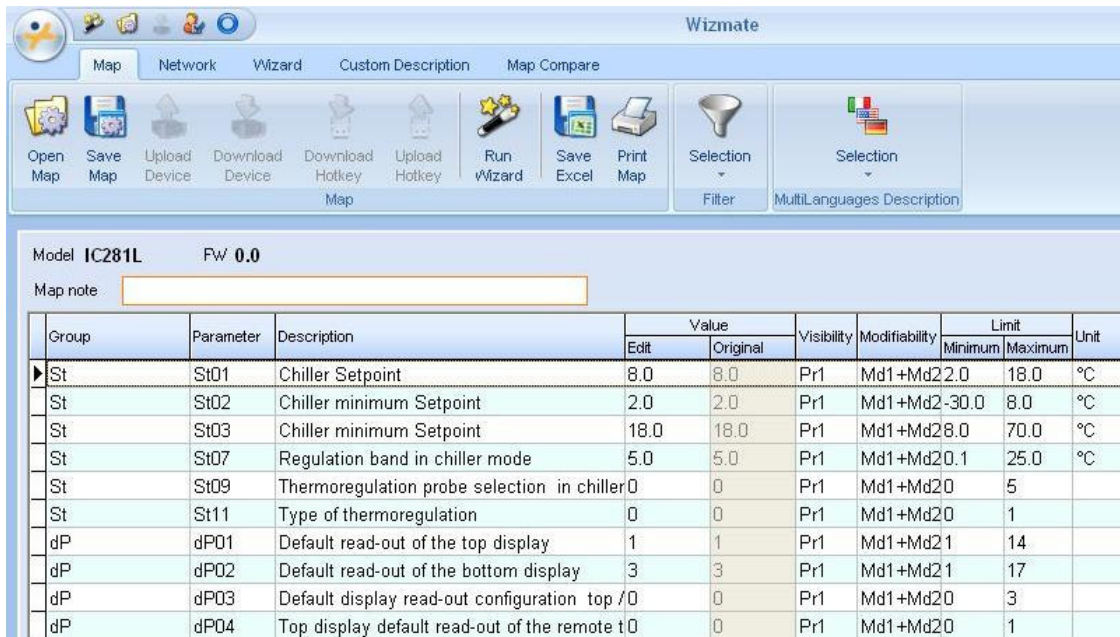 Wizmate
Map Network Wizard Custom Description Map Compare
Open Map Save Map Upload Device Download Device Download Hotkey Upload Hotkey Run Wizard Save Excel Print Map Selection Selection
Map Filter MultiLanguages Description
Model IC281L FW 0.0
Map note
Group Parameter Description Value Visibility Modifiability Limit Unit
Edit Original Minimum Maximum
St St01 Chiller Setpoint 8.0 8.0 Pr1 Md1+Md2 2.0 18.0 °C
St St02 Chiller minimum Setpoint 2.0 2.0 Pr1 Md1+Md2 -30.0 8.0 °C
St St03 Chiller minimum Setpoint 18.0 18.0 Pr1 Md1+Md2 8.0 70.0 °C
St St07 Regulation band in chiller mode 5.0 5.0 Pr1 Md1+Md2 0.1 25.0 °C
St St09 Thermoregulation probe selection in chiller 0 0 Pr1 Md1+Md2 0 5
St St11 Type of thermoregulation 0 0 Pr1 Md1+Md2 0 1
dP dP01 Default read-out of the top display 1 1 Pr1 Md1+Md2 1 14
dP dP02 Default read-out of the bottom display 3 3 Pr1 Md1+Md2 1 17
dP dP03 Default display read-out configuration top / 0 0 Pr1 Md1+Md2 0 3
dP dP04 Top display default read-out of the remote t 0 0 Pr1 Md1+Md2 0 1